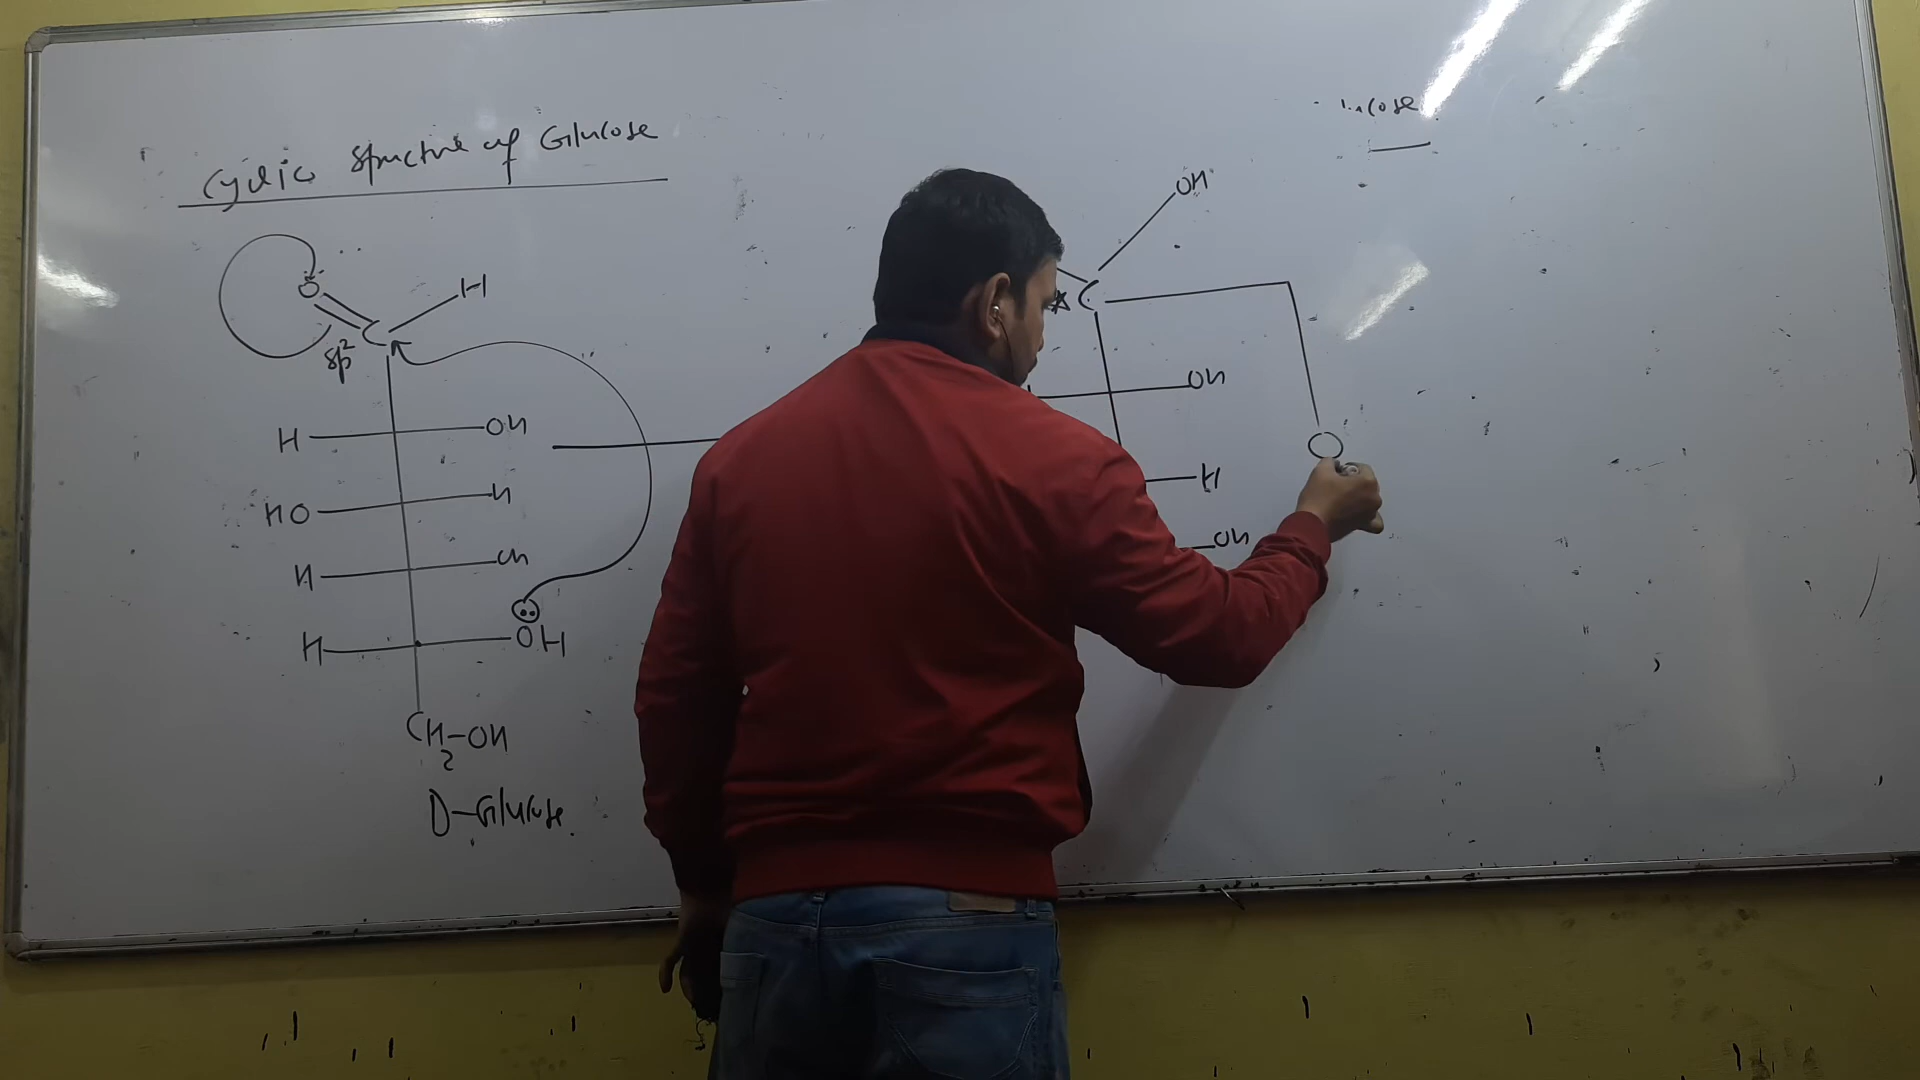 Cyclic Structure of Glucose
O
C
H
sp²
H
OH
HO
H
H
OH
H
OH
CH2-OH
D-Glucose.
OH
C
OH
H
OH
O